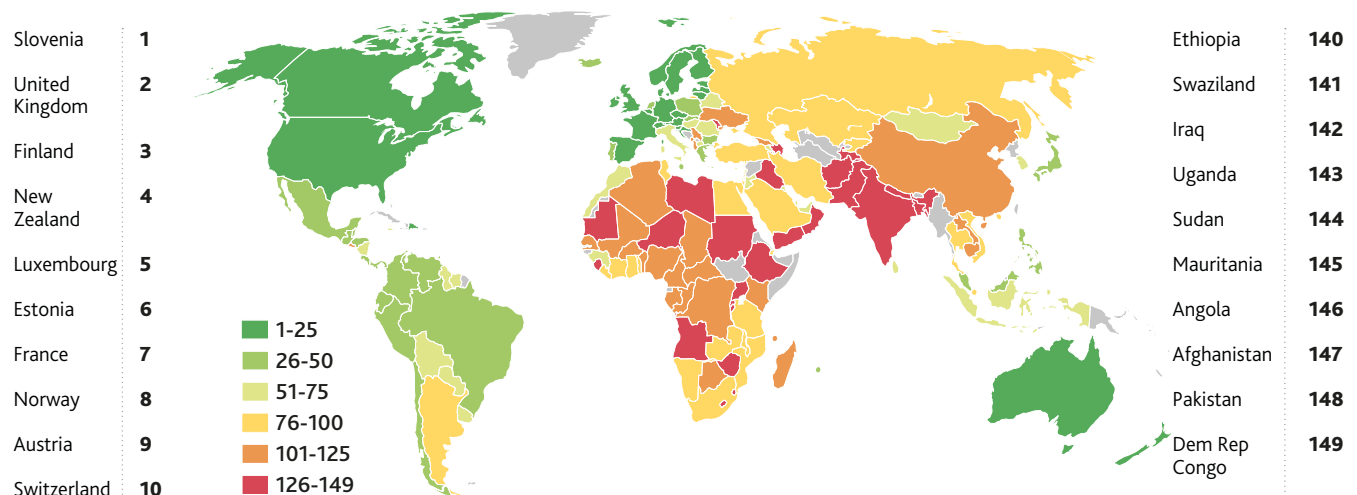 Slovenia 1
United
Kingdom 2
Finland 3
New
Zealand 4
Luxembourg 5
Estonia 6
France 7
Norway 8
Austria 9
Switzerland 10
1-25
26-50
51-75
76-100
101-125
126-149
Ethiopia 140
Swaziland 141
Iraq 142
Uganda 143
Sudan 144
Mauritania 145
Angola 146
Afghanistan 147
Pakistan 148
Dem Rep
Congo 149